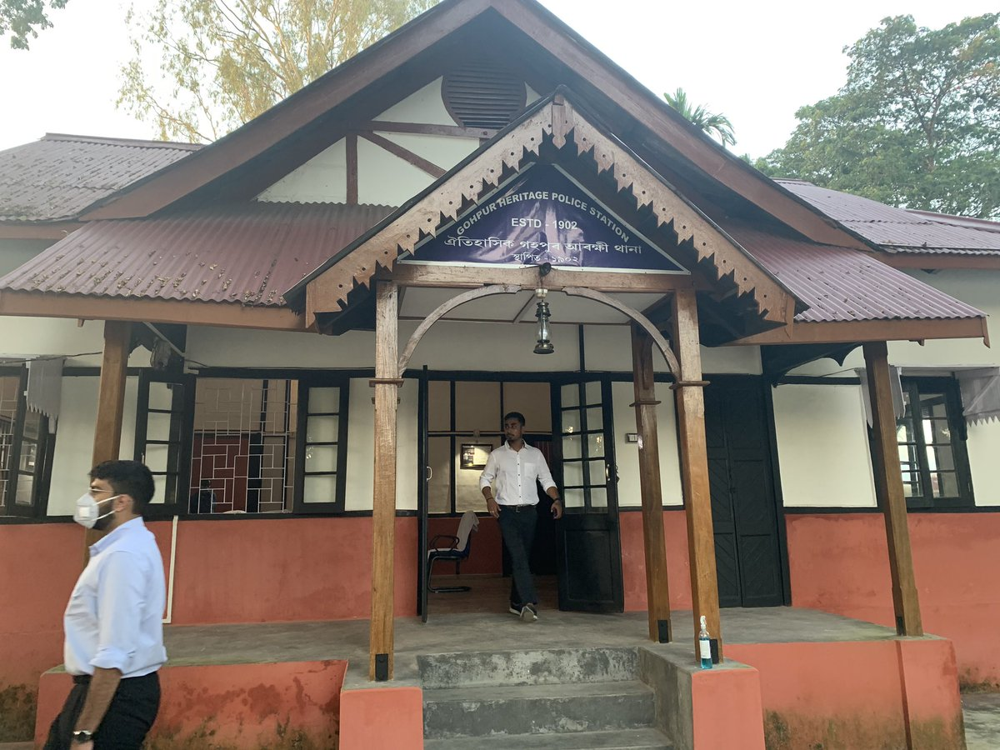 GOHPUR HERITAGE POLICE STATION
ESTD - 1902
ঐতিহাসিক গহপুৰ আৰক্ষী থানা
স্থাপিত - ১৯০২